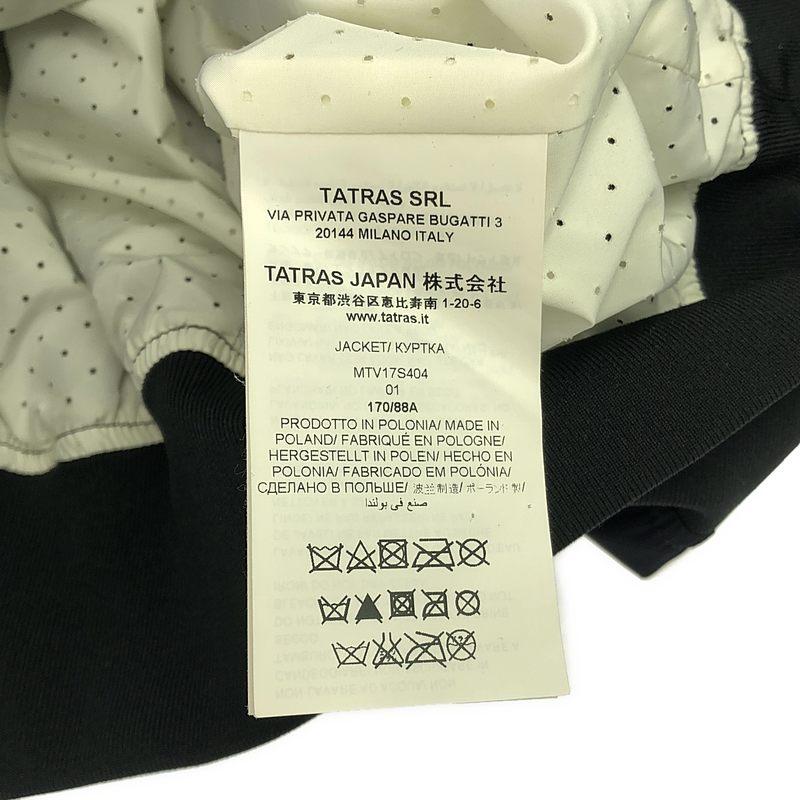 TATRAS SRL
VIA PRIVATA GASPARE BUGATTI 3
20144 MILANO ITALY
TATRAS JAPAN 株式会社
東京都渋谷区恵比寿南 1-20-6
www.tatras.it
JACKET/ КУРТКА
MTV17S404
01
170/88A
PRODOTTO IN POLONIA/ MADE IN
POLAND/ FABRIQUÉ EN POLOGNE/
HERGESTELLT IN POLEN/ HECHO EN
POLONIA/ FABRICADO EM POLÓNIA/
СДЕЛАНО В ПОЛЬШЕ/ 波兰制造/ ポーランド製/
صنع في بولندا